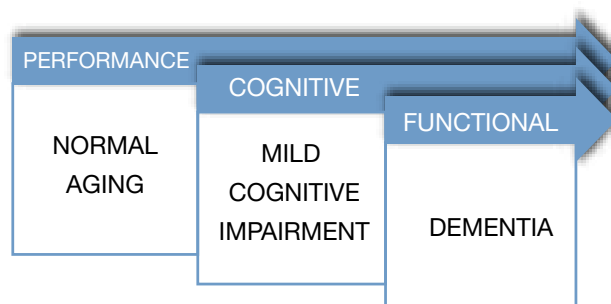 PERFORMANCE
NORMAL
AGING
COGNITIVE
MILD
COGNITIVE
IMPAIRMENT
FUNCTIONAL
DEMENTIA